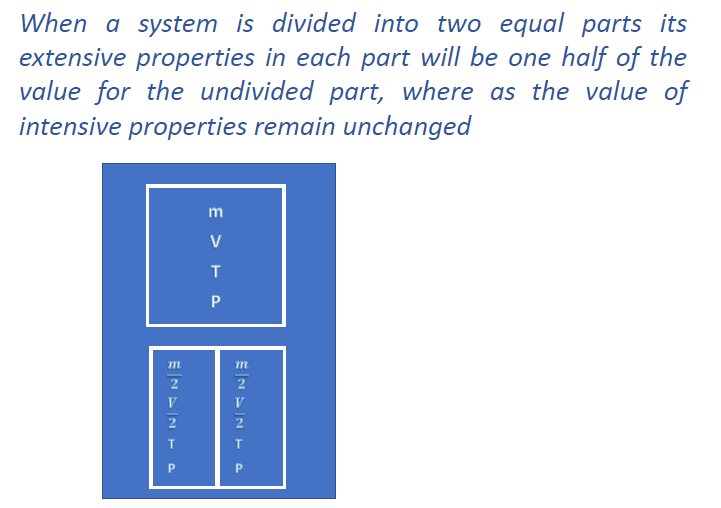 When a system is divided into two equal parts its
extensive properties in each part will be one half of the
value for the undivided part, where as the value of
intensive properties remain unchanged
m
V
T
P
m/2 m/2
V/2 V/2
T T
P P